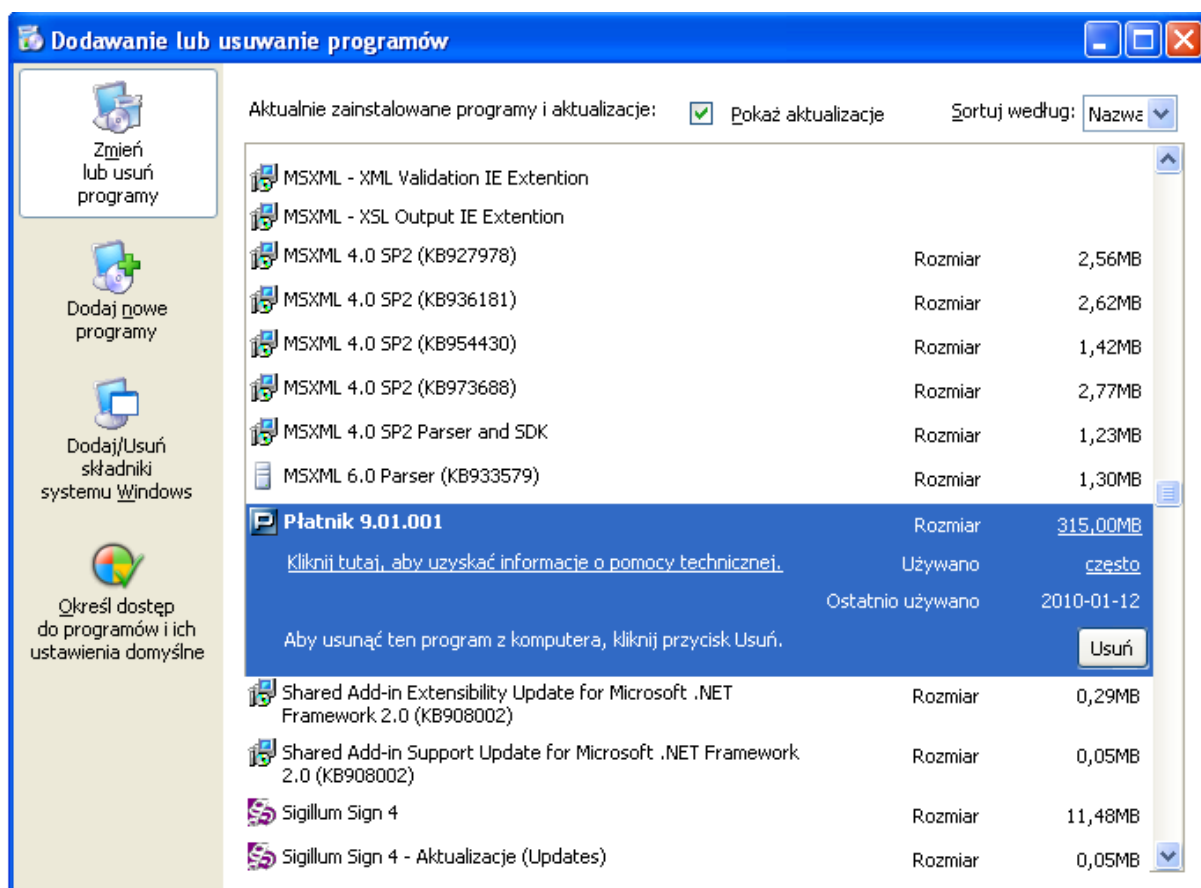 Dodawanie lub usuwanie programów
Zmień
lub usuń
programy
Dodaj nowe
programy
Dodaj/Usuń
składniki
systemu Windows
Określ dostęp
do programów i ich
ustawienia domyślne
Aktualnie zainstalowane programy i aktualizacje: Pokaż aktualizacje Sortuj według: Nazwa
MSXML - XML Validation IE Extention
MSXML - XSL Output IE Extention
MSXML 4.0 SP2 (KB927978) Rozmiar 2,56MB
MSXML 4.0 SP2 (KB936181) Rozmiar 2,62MB
MSXML 4.0 SP2 (KB954430) Rozmiar 1,42MB
MSXML 4.0 SP2 (KB973688) Rozmiar 2,77MB
MSXML 4.0 SP2 Parser and SDK Rozmiar 1,23MB
MSXML 6.0 Parser (KB933579) Rozmiar 1,30MB
Płatnik 9.01.001 Rozmiar 315,00MB
Kliknij tutaj, aby uzyskać informacje o pomocy technicznej. Używano często
Ostatnio używano 2010-01-12
Aby usunąć ten program z komputera, kliknij przycisk Usuń. Usuń
Shared Add-in Extensibility Update for Microsoft .NET Rozmiar 0,29MB
Framework 2.0 (KB908002)
Shared Add-in Support Update for Microsoft .NET Framework Rozmiar 0,05MB
2.0 (KB908002)
Sigillum Sign 4 Rozmiar 11,48MB
Sigillum Sign 4 - Aktualizacje (Updates) Rozmiar 0,05MB